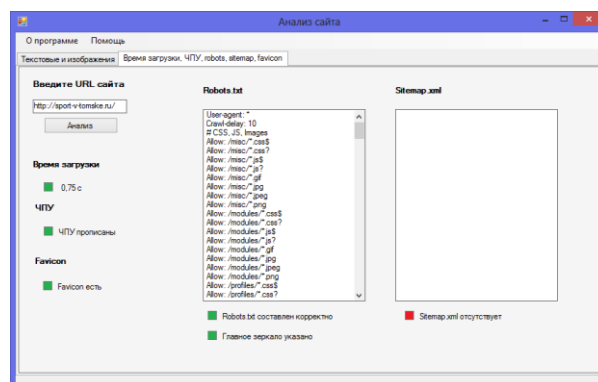 Анализ сайта
О программе Помощь
Текстовые и изображения Время загрузки, ЧПУ, robots, sitemap, favicon
Введите URL сайта
http://sport-v-tomske.ru/
Анализ
Время загрузки
0,75 с
ЧПУ
ЧПУ прописаны
Favicon
Favicon есть
Robots.txt
User-agent: *
Crawl-delay: 10
# CSS, JS, Images
Allow: /misc/*.css$
Allow: /misc/*.css?
Allow: /misc/*.js$
Allow: /misc/*.js?
Allow: /misc/*.gif
Allow: /misc/*.jpg
Allow: /misc/*.jpeg
Allow: /misc/*.png
Allow: /modules/*.css$
Allow: /modules/*.css?
Allow: /modules/*.js$
Allow: /modules/*.js?
Allow: /modules/*.gif
Allow: /modules/*.jpg
Allow: /modules/*.jpeg
Allow: /modules/*.png
Allow: /profiles/*.css$
Allow: /profiles/*.css?
Robots.txt составлен корректно
Главное зеркало указано
Sitemap.xml
Sitemap.xml отсутствует